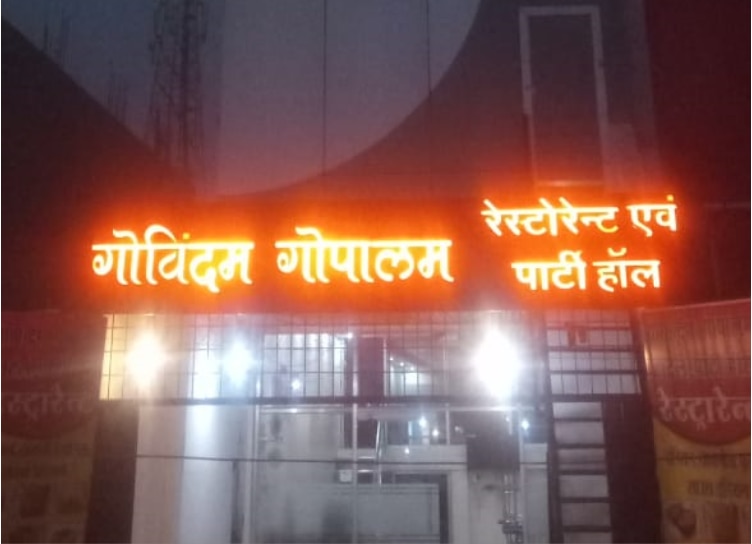 गोविंदम गोपालम
रेस्टोरेन्ट एवं
पार्टी हॉल
रेस्टारेन्ट